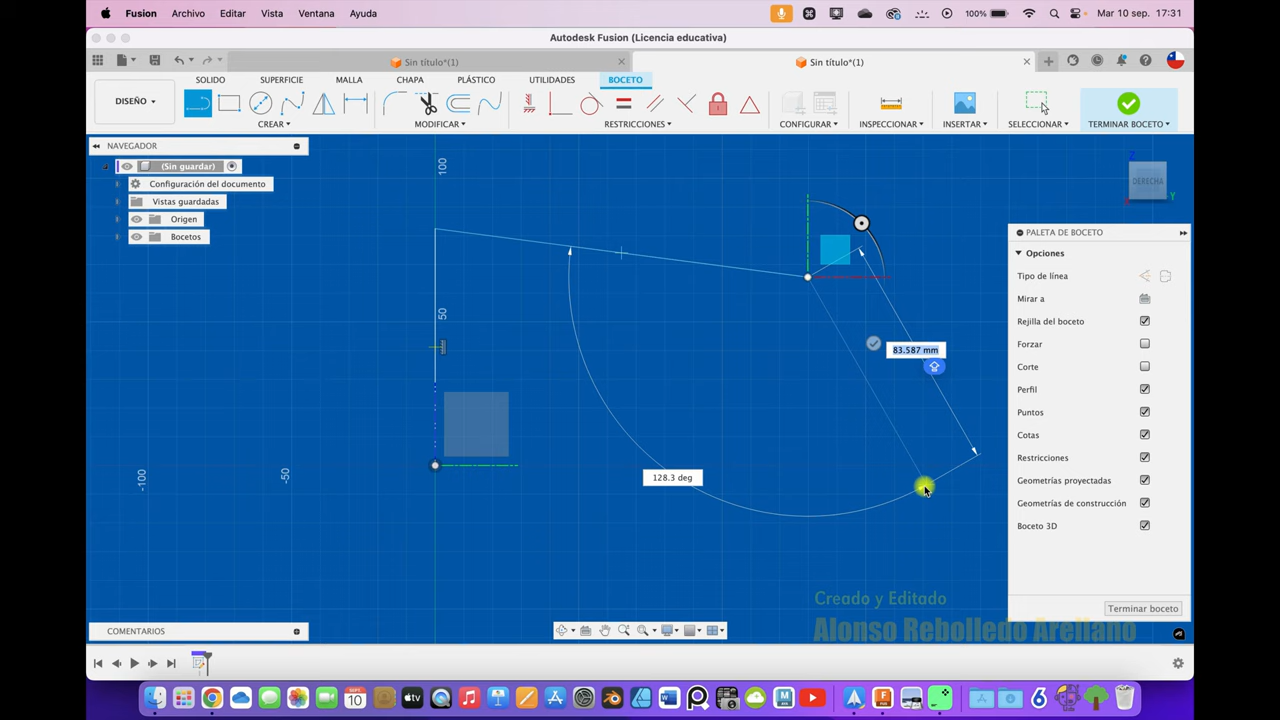 Fusion Archivo Editar Vista Ventana Ayuda 100% Mar 10 sep. 17:31
Autodesk Fusion (Licencia educativa)
Sin título*(1) Sin título*(1)
SOLIDO SUPERFICIE MALLA CHAPA PLÁSTICO UTILIDADES BOCETO
DISEÑO
CREAR MODIFICAR RESTRICCIONES CONFIGURAR INSPECCIONAR INSERTAR SELECCIONAR TERMINAR BOCETO
NAVEGADOR
(Sin guardar)
Configuración del documento
Vistas guardadas
Origen
Bocetos
100
50
-50
-100
Z
DERECHA
Y
83.587 mm
128.3 deg
PALETA DE BOCETO
Opciones
Tipo de línea
Mirar a
Rejilla del boceto
Forzar
Corte
Perfil
Puntos
Cotas
Restricciones
Geometrías proyectadas
Geometrías de construcción
Boceto 3D
Terminar boceto
Creado y Editado
Alonso Rebolledo Arellano
COMENTARIOS
SEPT. 10
tv